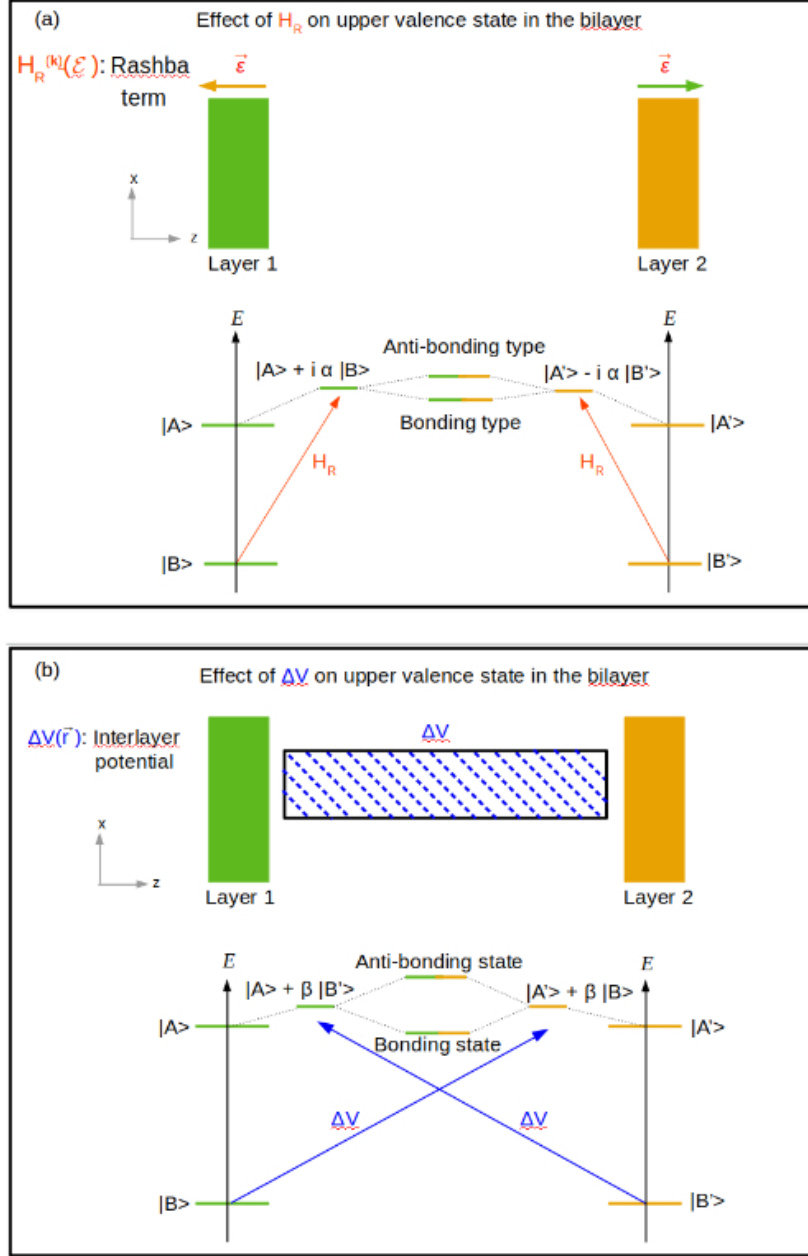 (a) Effect of H_R on upper valence state in the bilayer
H_R^{k}(ℰ): Rashba
term
ε⃗ ε⃗
x
z
Layer 1 Layer 2
E E
Anti-bonding type
|A> + i α |B> |A'> - i α |B'>
|A> |A'>
Bonding type
H_R H_R
|B> |B'>
(b) Effect of ΔV on upper valence state in the bilayer
ΔV(r⃗): Interlayer
potential
ΔV
x
z
Layer 1 Layer 2
E E
Anti-bonding state
|A> + β |B'> |A'> + β |B>
|A> |A'>
Bonding state
ΔV ΔV
|B> |B'>